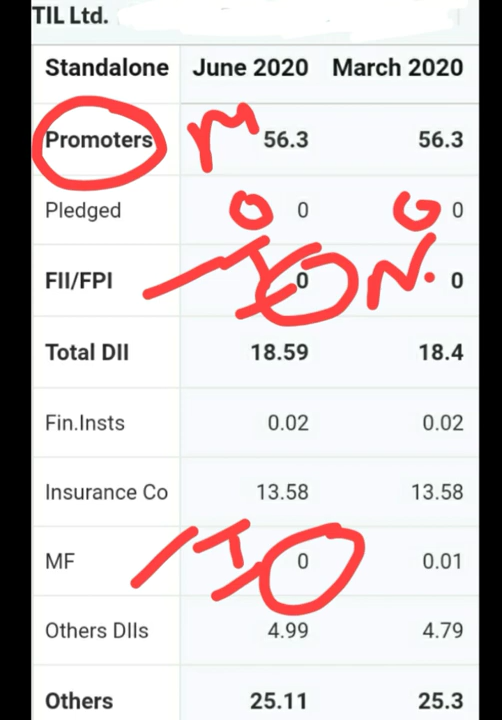 TIL Ltd.
Standalone June 2020 March 2020
Promoters 56.3 56.3
Pledged 0 0
FII/FPI 0 0
Total DII 18.59 18.4
Fin.Insts 0.02 0.02
Insurance Co 13.58 13.58
MF 0 0.01
Others DIIs 4.99 4.79
Others 25.11 25.3